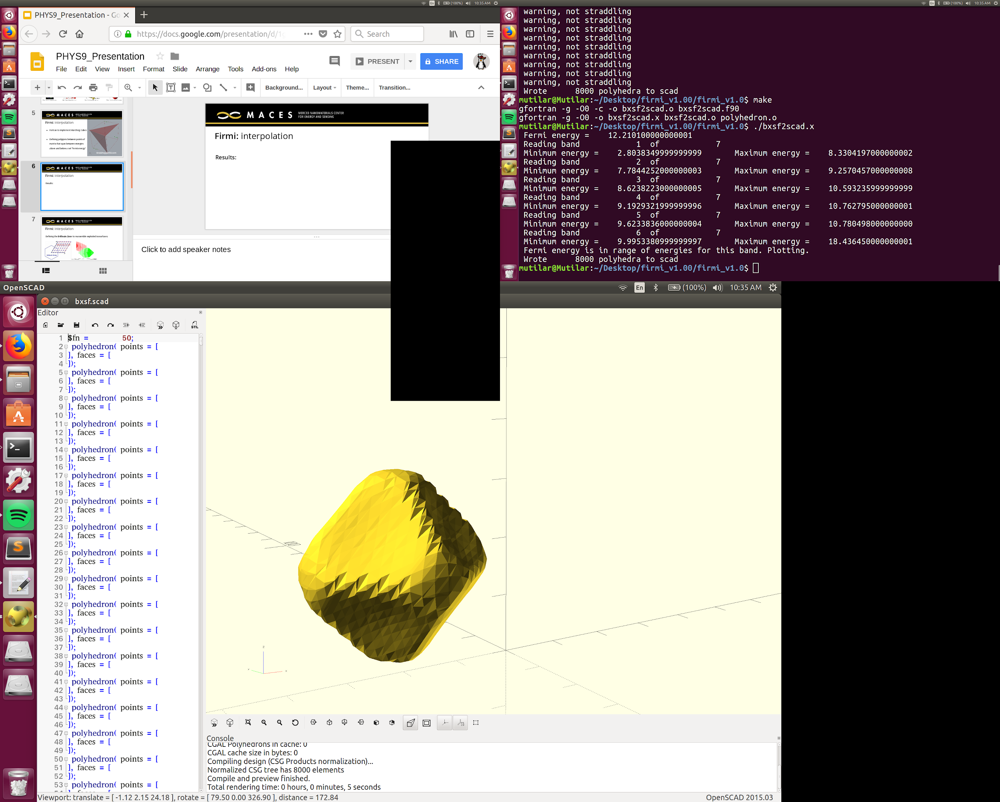 (100%) 10:35 AM
En
PHYS9_Presentation - Go
https://docs.google.com/presentation/d/1g
Search
PHYS9_Presentation
File Edit View Insert Format Slide Arrange Tools Add-ons Help
PRESENT
SHARE
Background... Layout Theme... Transition...
5
MACES
Firmi: interpolation
Fortran to implement Marching Cubes
Defining polygons between points of
matrix that span between energies
above and below a set "fermi energy"
6
MACES
Firmi: interpolation
Results:
7
MACES
Firmi: interpolation
Defining the Brillouin Zone to reassemble exploded isosurfaces:
MACES
MERCED NANOMATERIALS CENTER
FOR ENERGY AND SENSING
Firmi: interpolation
Results:
Click to add speaker notes
En (100%) 10:35 AM
warning, not straddling
warning, not straddling
warning, not straddling
warning, not straddling
warning, not straddling
warning, not straddling
warning, not straddling
warning, not straddling
warning, not straddling
Wrote 8000 polyhedra to scad
mutilar@Mutilar:~/Desktop/firmi_v1.00/firmi_v1.0$ make
gfortran -g -O0 -c -o bxsf2scad.o bxsf2scad.f90
gfortran -g -O0 -o bxsf2scad.x bxsf2scad.o polyhedron.o
mutilar@Mutilar:~/Desktop/firmi_v1.00/firmi_v1.0$ ./bxsf2scad.x
Fermi energy = 12.210100000000001
Reading band 1 of 7
Minimum energy = 2.8038349999999999 Maximum energy = 8.3304197000000002
Reading band 2 of 7
Minimum energy = 7.7844252000000003 Maximum energy = 9.2570457000000008
Reading band 3 of 7
Minimum energy = 8.6238223000000005 Maximum energy = 10.593235999999999
Reading band 4 of 7
Minimum energy = 9.1929321999999996 Maximum energy = 10.762795000000001
Reading band 5 of 7
Minimum energy = 9.6233836000000004 Maximum energy = 10.780498000000000
Reading band 6 of 7
Minimum energy = 9.9953380999999997 Maximum energy = 18.436450000000001
Fermi energy is in range of energies for this band. Plotting.
Wrote 8000 polyhedra to scad
mutilar@Mutilar:~/Desktop/firmi_v1.00/firmi_v1.0$
OpenSCAD
En (100%) 10:35 AM
bxsf.scad
Editor
STL
1 $fn = 50;
2 polyhedron( points = [
3 ], faces = [
4 ]);
5 polyhedron( points = [
6 ], faces = [
7 ]);
8 polyhedron( points = [
9 ], faces = [
10 ]);
11 polyhedron( points = [
12 ], faces = [
13 ]);
14 polyhedron( points = [
15 ], faces = [
16 ]);
17 polyhedron( points = [
18 ], faces = [
19 ]);
20 polyhedron( points = [
21 ], faces = [
22 ]);
23 polyhedron( points = [
24 ], faces = [
25 ]);
26 polyhedron( points = [
27 ], faces = [
28 ]);
29 polyhedron( points = [
30 ], faces = [
31 ]);
32 polyhedron( points = [
33 ], faces = [
34 ]);
35 polyhedron( points = [
36 ], faces = [
37 ]);
38 polyhedron( points = [
39 ], faces = [
40 ]);
41 polyhedron( points = [
42 ], faces = [
43 ]);
44 polyhedron( points = [
45 ], faces = [
46 ]);
47 polyhedron( points = [
48 ], faces = [
49 ]);
50 polyhedron( points = [
51 ], faces = [
52 ]);
53 polyhedron( points = [
Console
CGAL Polyhedrons in cache: 0
CGAL cache size in bytes: 0
Compiling design (CSG Products normalization)...
Normalized CSG tree has 8000 elements
Compile and preview finished.
Total rendering time: 0 hours, 0 minutes, 5 seconds
Viewport: translate = [ -1.12 2.15 24.18 ], rotate = [ 79.50 0.00 326.90 ], distance = 172.84
OpenSCAD 2015.03